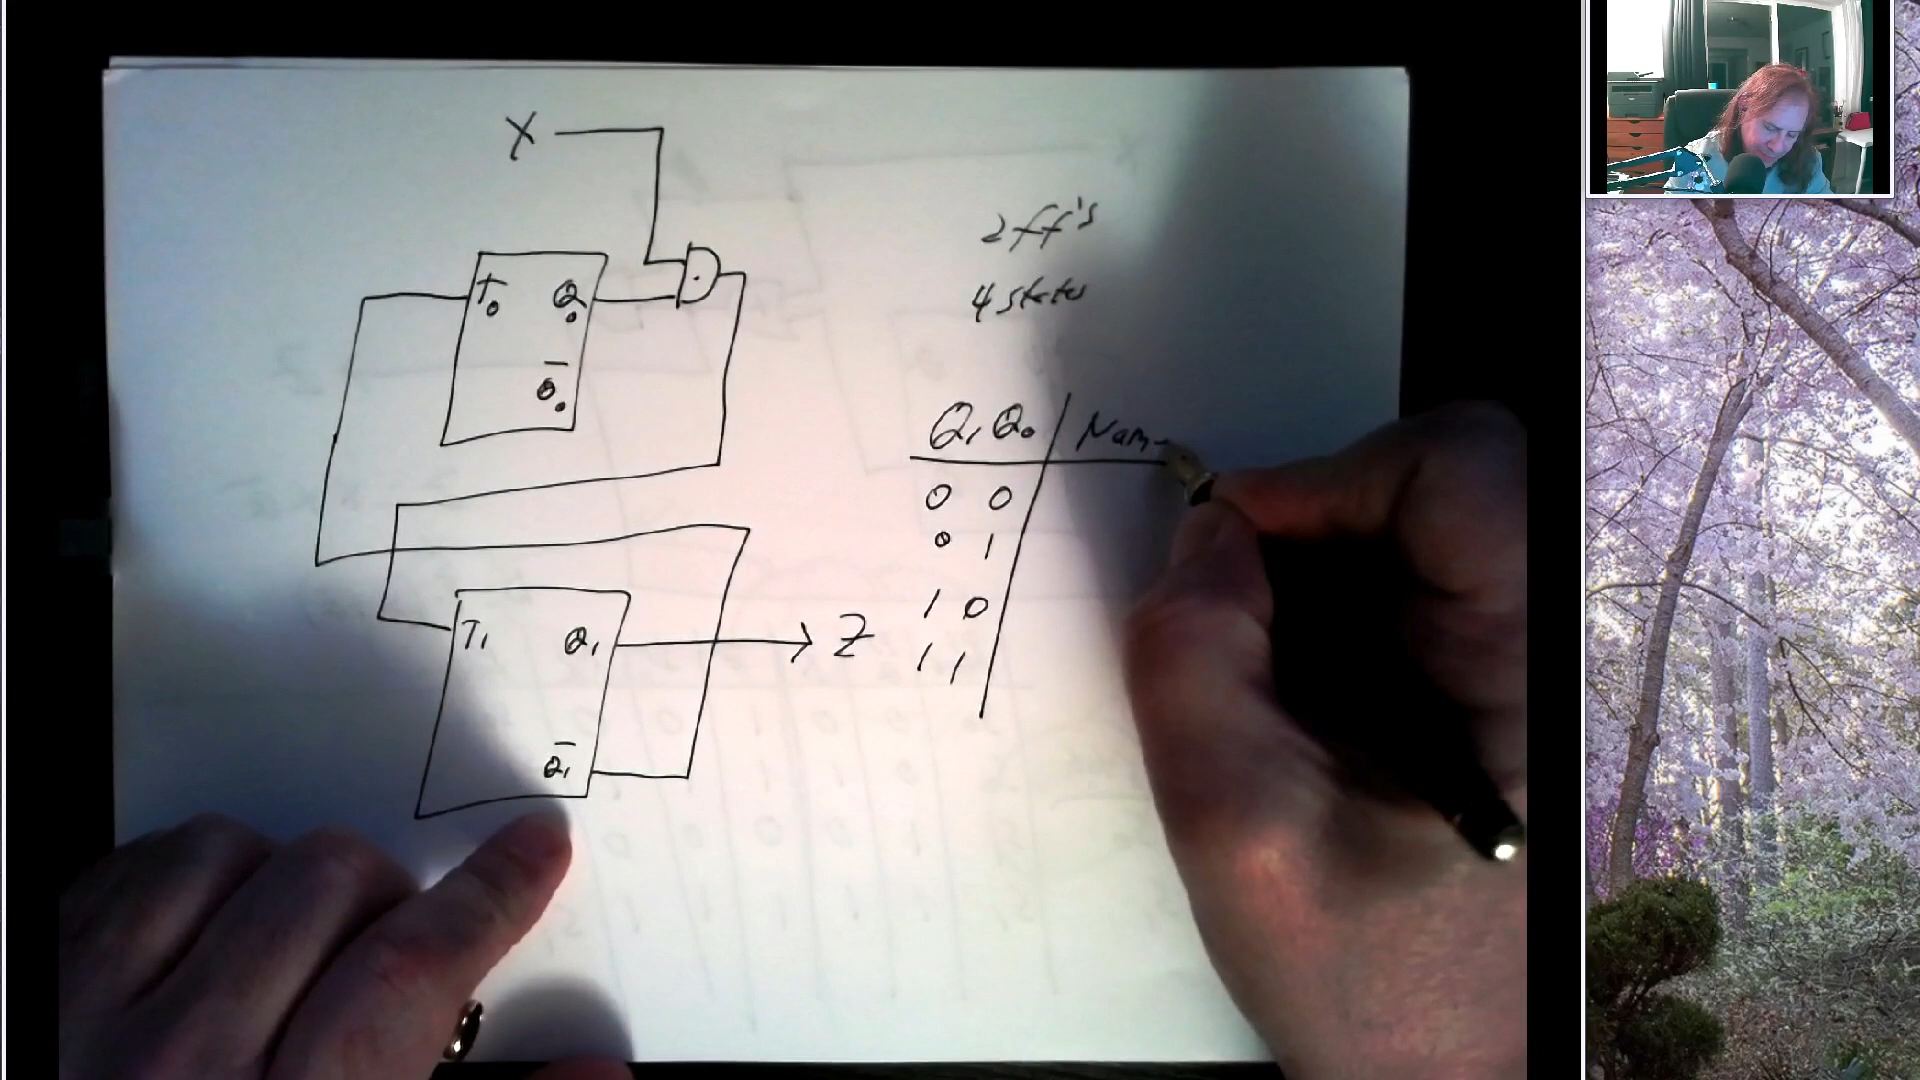 X
2 ff's
4 states
T₀ Q₀
Q̅₀
Q₁ Q₀ Nam
0 0
0 1
1 0
1 1
T₁ Q₁ Z
Q̅₁